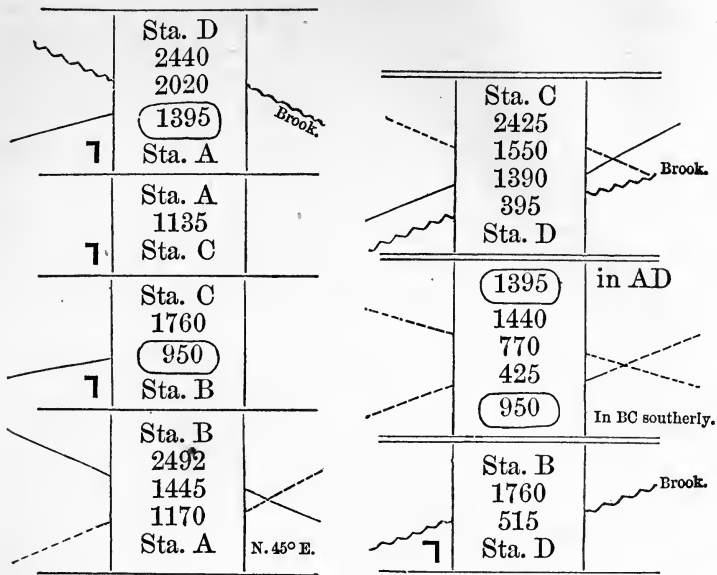 Sta. D
2440
2020
1395
Brook.
Sta. A
Sta. A
1135
Sta. C
Sta. C
1760
950
Sta. B
Sta. B
2492
1445
1170
Sta. A
N. 45° E.
Sta. C
2425
1550
1390
Brook.
395
Sta. D
1395
in AD
1440
770
425
950
In BC southerly.
Sta. B
1760
Brook.
515
Sta. D